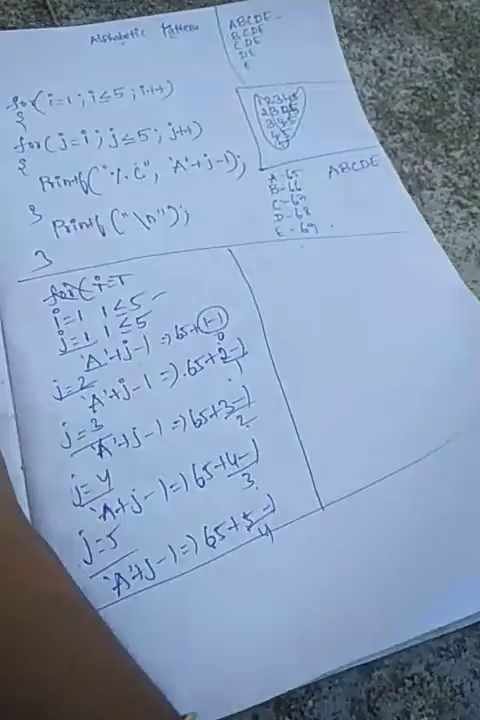 Alphabetic Pattern
ABCDE
BCDE
CDE
DE
E
for(i=1; i≤5; i++)
{
for(j=i; j≤5; j++)
{
Printf("%c", 'A'+j-1);
}
Printf("\n");
}
12345
2345
345
45
5
A-65
B-66
C-67
D-68
E-69
ABCDE
for(i=1
i=1 1≤5
j=1 1≤5
'A'+j-1 => 65+1-1
0
j=2
'A'+j-1 => 65+2-1
1
j=3
'A'+j-1 => 65+3-1
2
j=4
'A+j-1 => 65+4-1
3
j=5
'A'+j-1 => 65+5-1
4